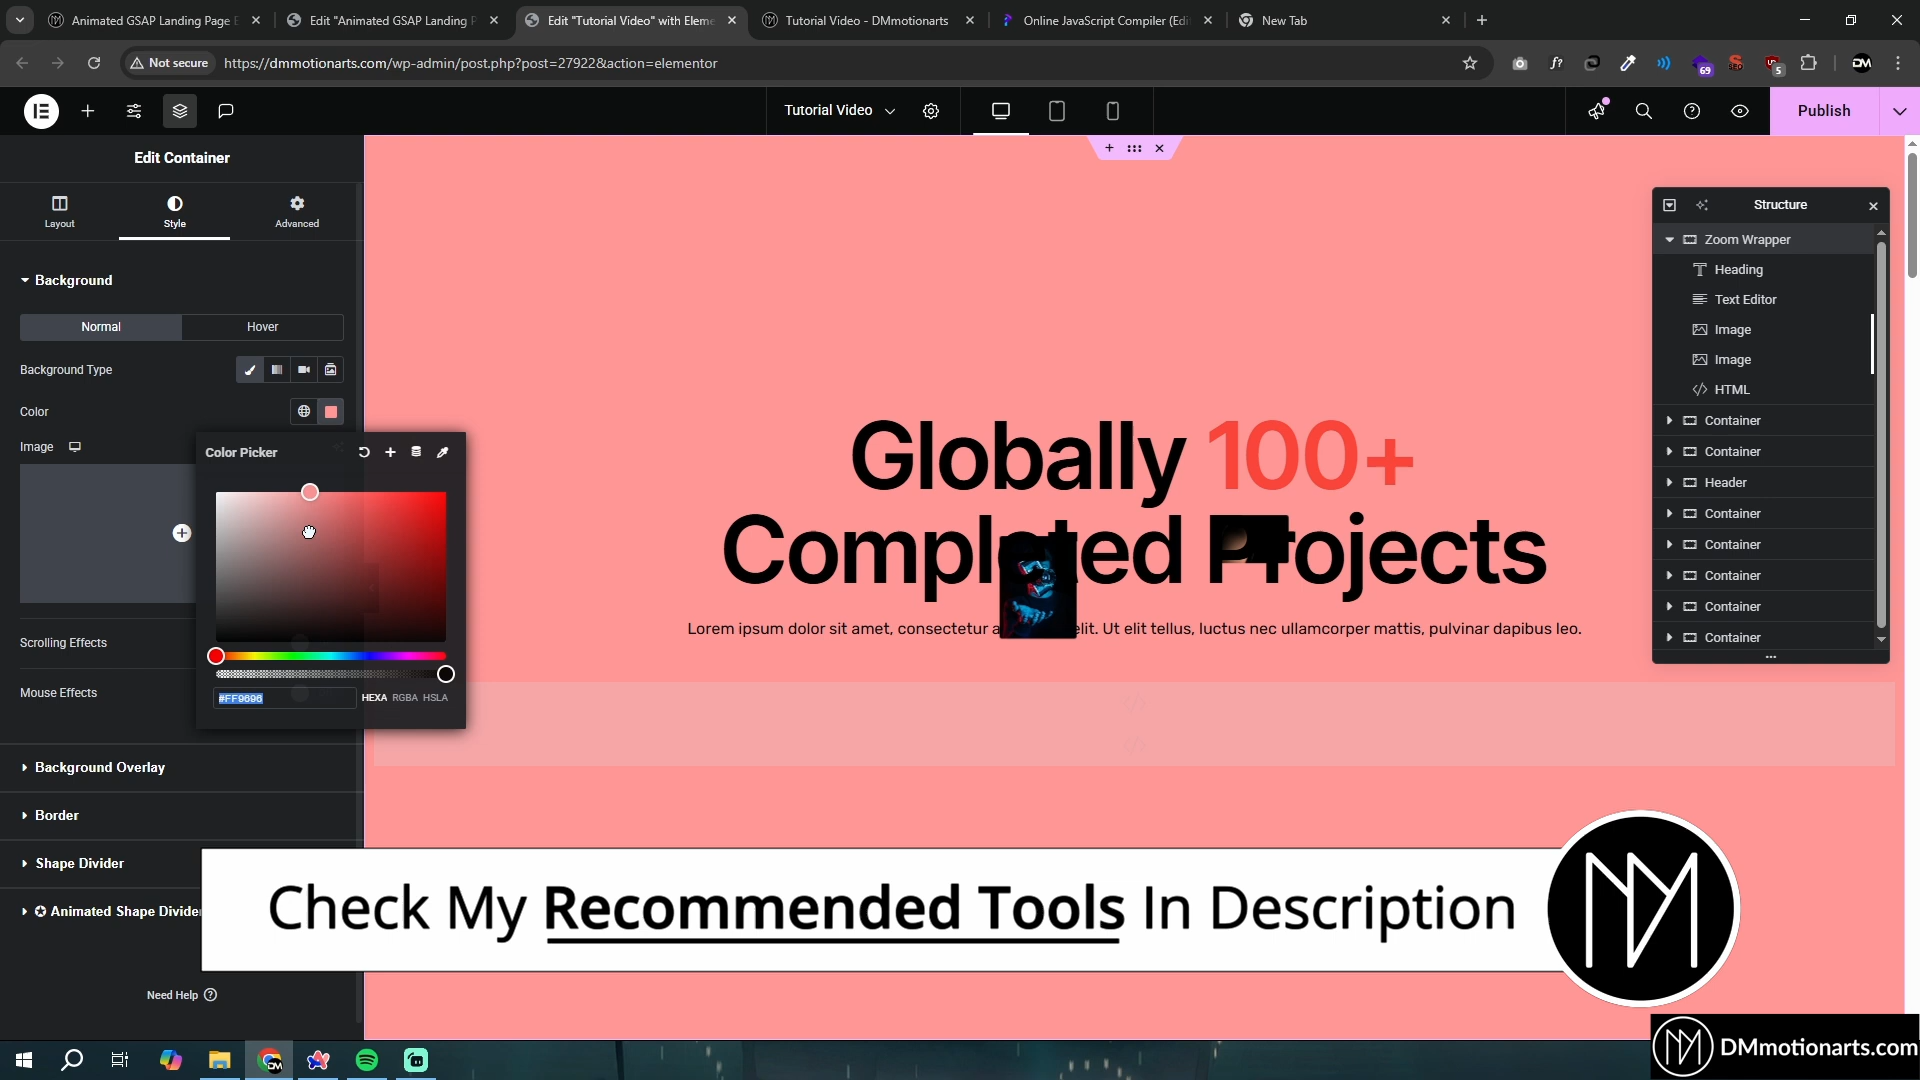 Animated GSAP Landing Page E
Edit "Animated GSAP Landing P
Edit "Tutorial Video" with Eleme
Tutorial Video - DMmotionarts
Online JavaScript Compiler (Edi
New Tab
Not secure
https://dmmotionarts.com/wp-admin/post.php?post=27922&action=elementor
69
5
Tutorial Video
Publish
Edit Container
Layout
Style
Advanced
Background
Normal
Hover
Background Type
Color
Image
Color Picker
#FF9696
HEXA RGBA HSLA
Scrolling Effects
Mouse Effects
Background Overlay
Border
Shape Divider
Animated Shape Divider
Need Help
Globally 100+
Completed Projects
Lorem ipsum dolor sit amet, consectetur a elit. Ut elit tellus, luctus nec ullamcorper mattis, pulvinar dapibus leo.
Structure
Zoom Wrapper
Heading
Text Editor
Image
Image
HTML
Container
Container
Header
Container
Container
Container
Container
Container
Check My Recommended Tools In Description
DMmotionarts.com